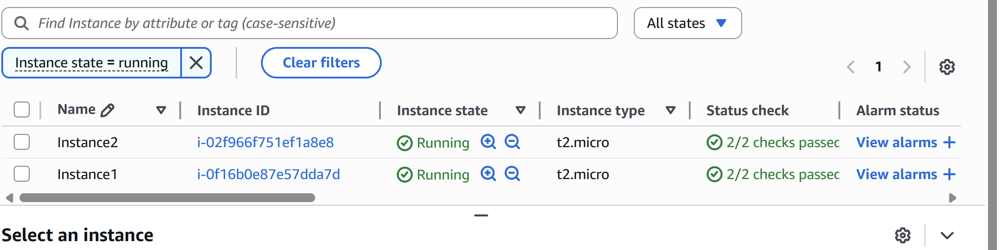 Find Instance by attribute or tag (case-sensitive) All states
Instance state = running Clear filters 1
Name Instance ID Instance state Instance type Status check Alarm status
Instance2 i-02f966f751ef1a8e8 Running t2.micro 2/2 checks passec View alarms +
Instance1 i-0f16b0e87e57dda7d Running t2.micro 2/2 checks passec View alarms +
Select an instance